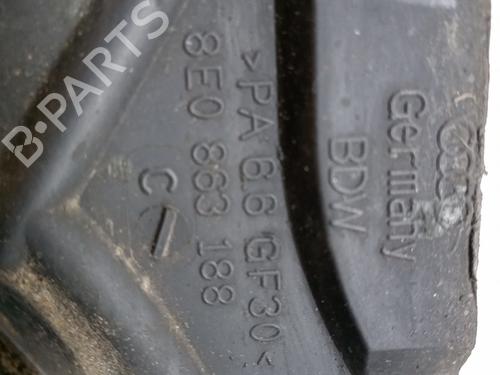 B-PARTS
Germany
BDW
>PA 6.6 GF30<
8E0 863 188
C